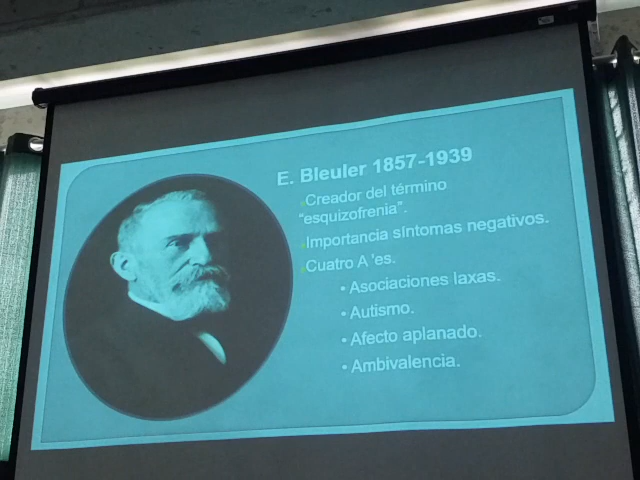 E. Bleuler 1857-1939
Creador del término
"esquizofrenia".
Importancia síntomas negativos.
Cuatro A 'es.
• Asociaciones laxas.
• Autismo.
• Afecto aplanado.
• Ambivalencia.